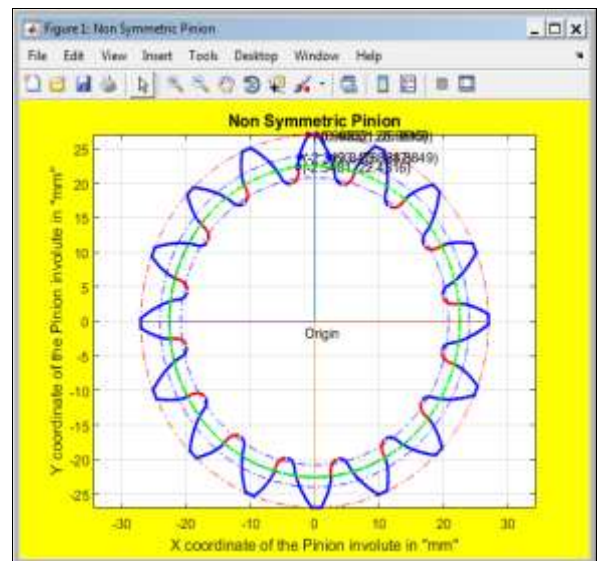 Figure 1: Non Symmetric Pinion
File Edit View Insert Tools Desktop Window Help
Non Symmetric Pinion
25
20
15
10
5
0
-5
-10
-15
-20
-25
Y coordinate of the Pinion involute in "mm"
Origin
-30 -20 -10 0 10 20 30
X coordinate of the Pinion involute in "mm"